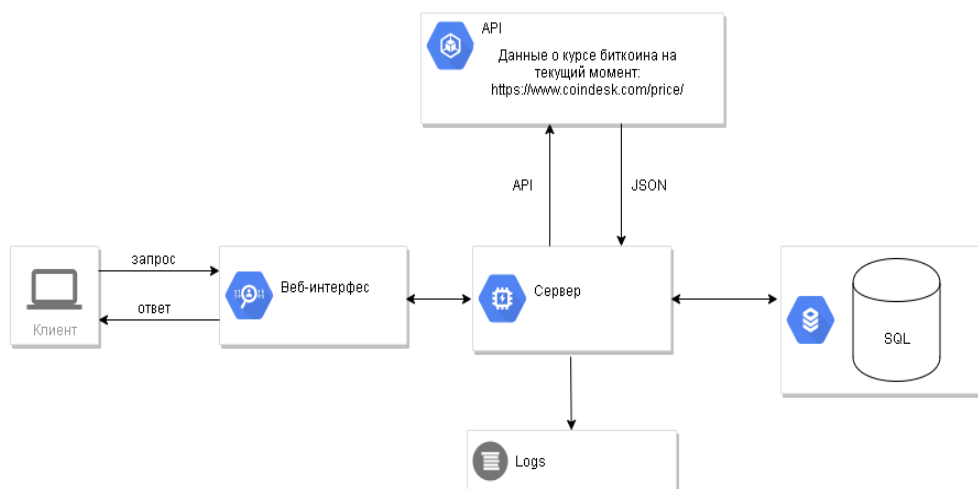 API
Данные о курсе биткоина на
текущий момент:
https://www.coindesk.com/price/
API
JSON
запрос
ответ
Клиент
Веб-интерфес
Сервер
SQL
Logs